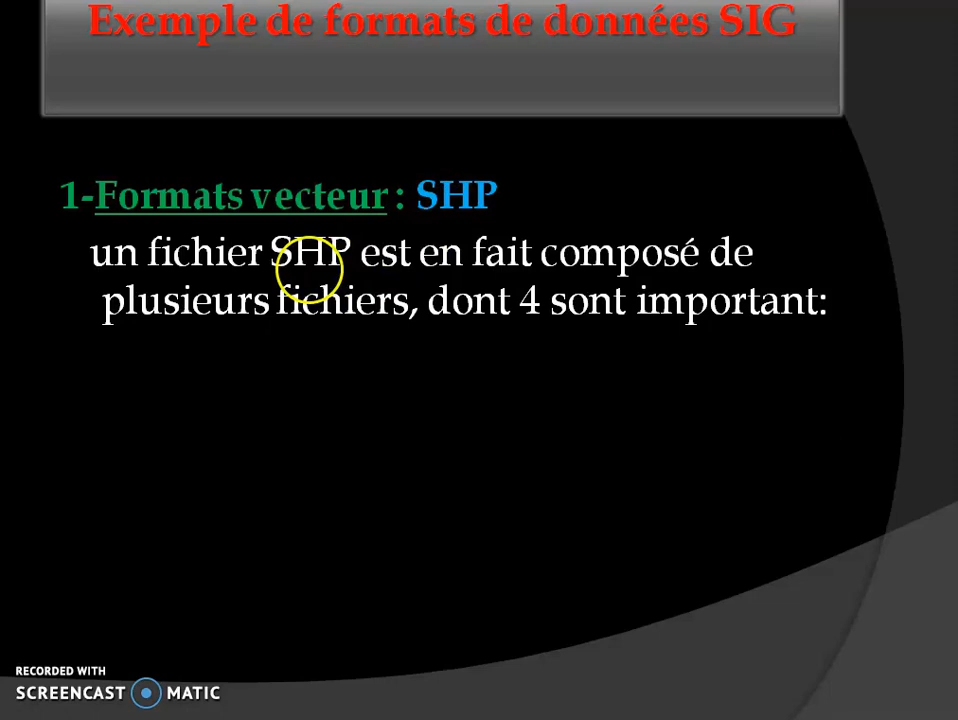 Exemple de formats de données SIG
1-Formats vecteur : SHP
un fichier SHP est en fait composé de
plusieurs fichiers, dont 4 sont important:
RECORDED WITH
SCREENCAST MATIC